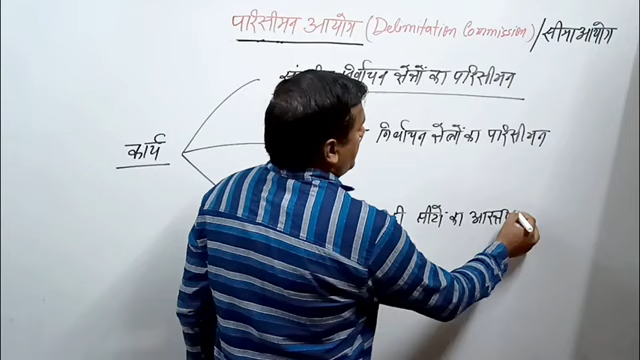 परिसीमन आयोग (Delimitation Commission) / सीमा आयोग
निर्वाचन क्षेत्रों का परिसीमन
कार्य
निर्वाचन क्षेत्रों का परिसीमन
सीटों का